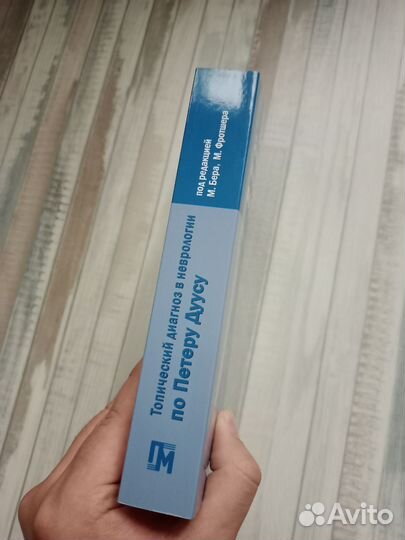 под редакцией
М. Бера, М. Фротшера
Топический диагноз в неврологии
по Петеру Дуусу
ПМ
Avito